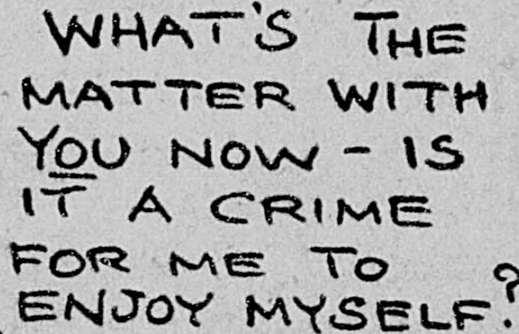 WHAT'S THE
MATTER WITH
YOU NOW - IS
IT A CRIME
FOR ME TO
ENJOY MYSELF?